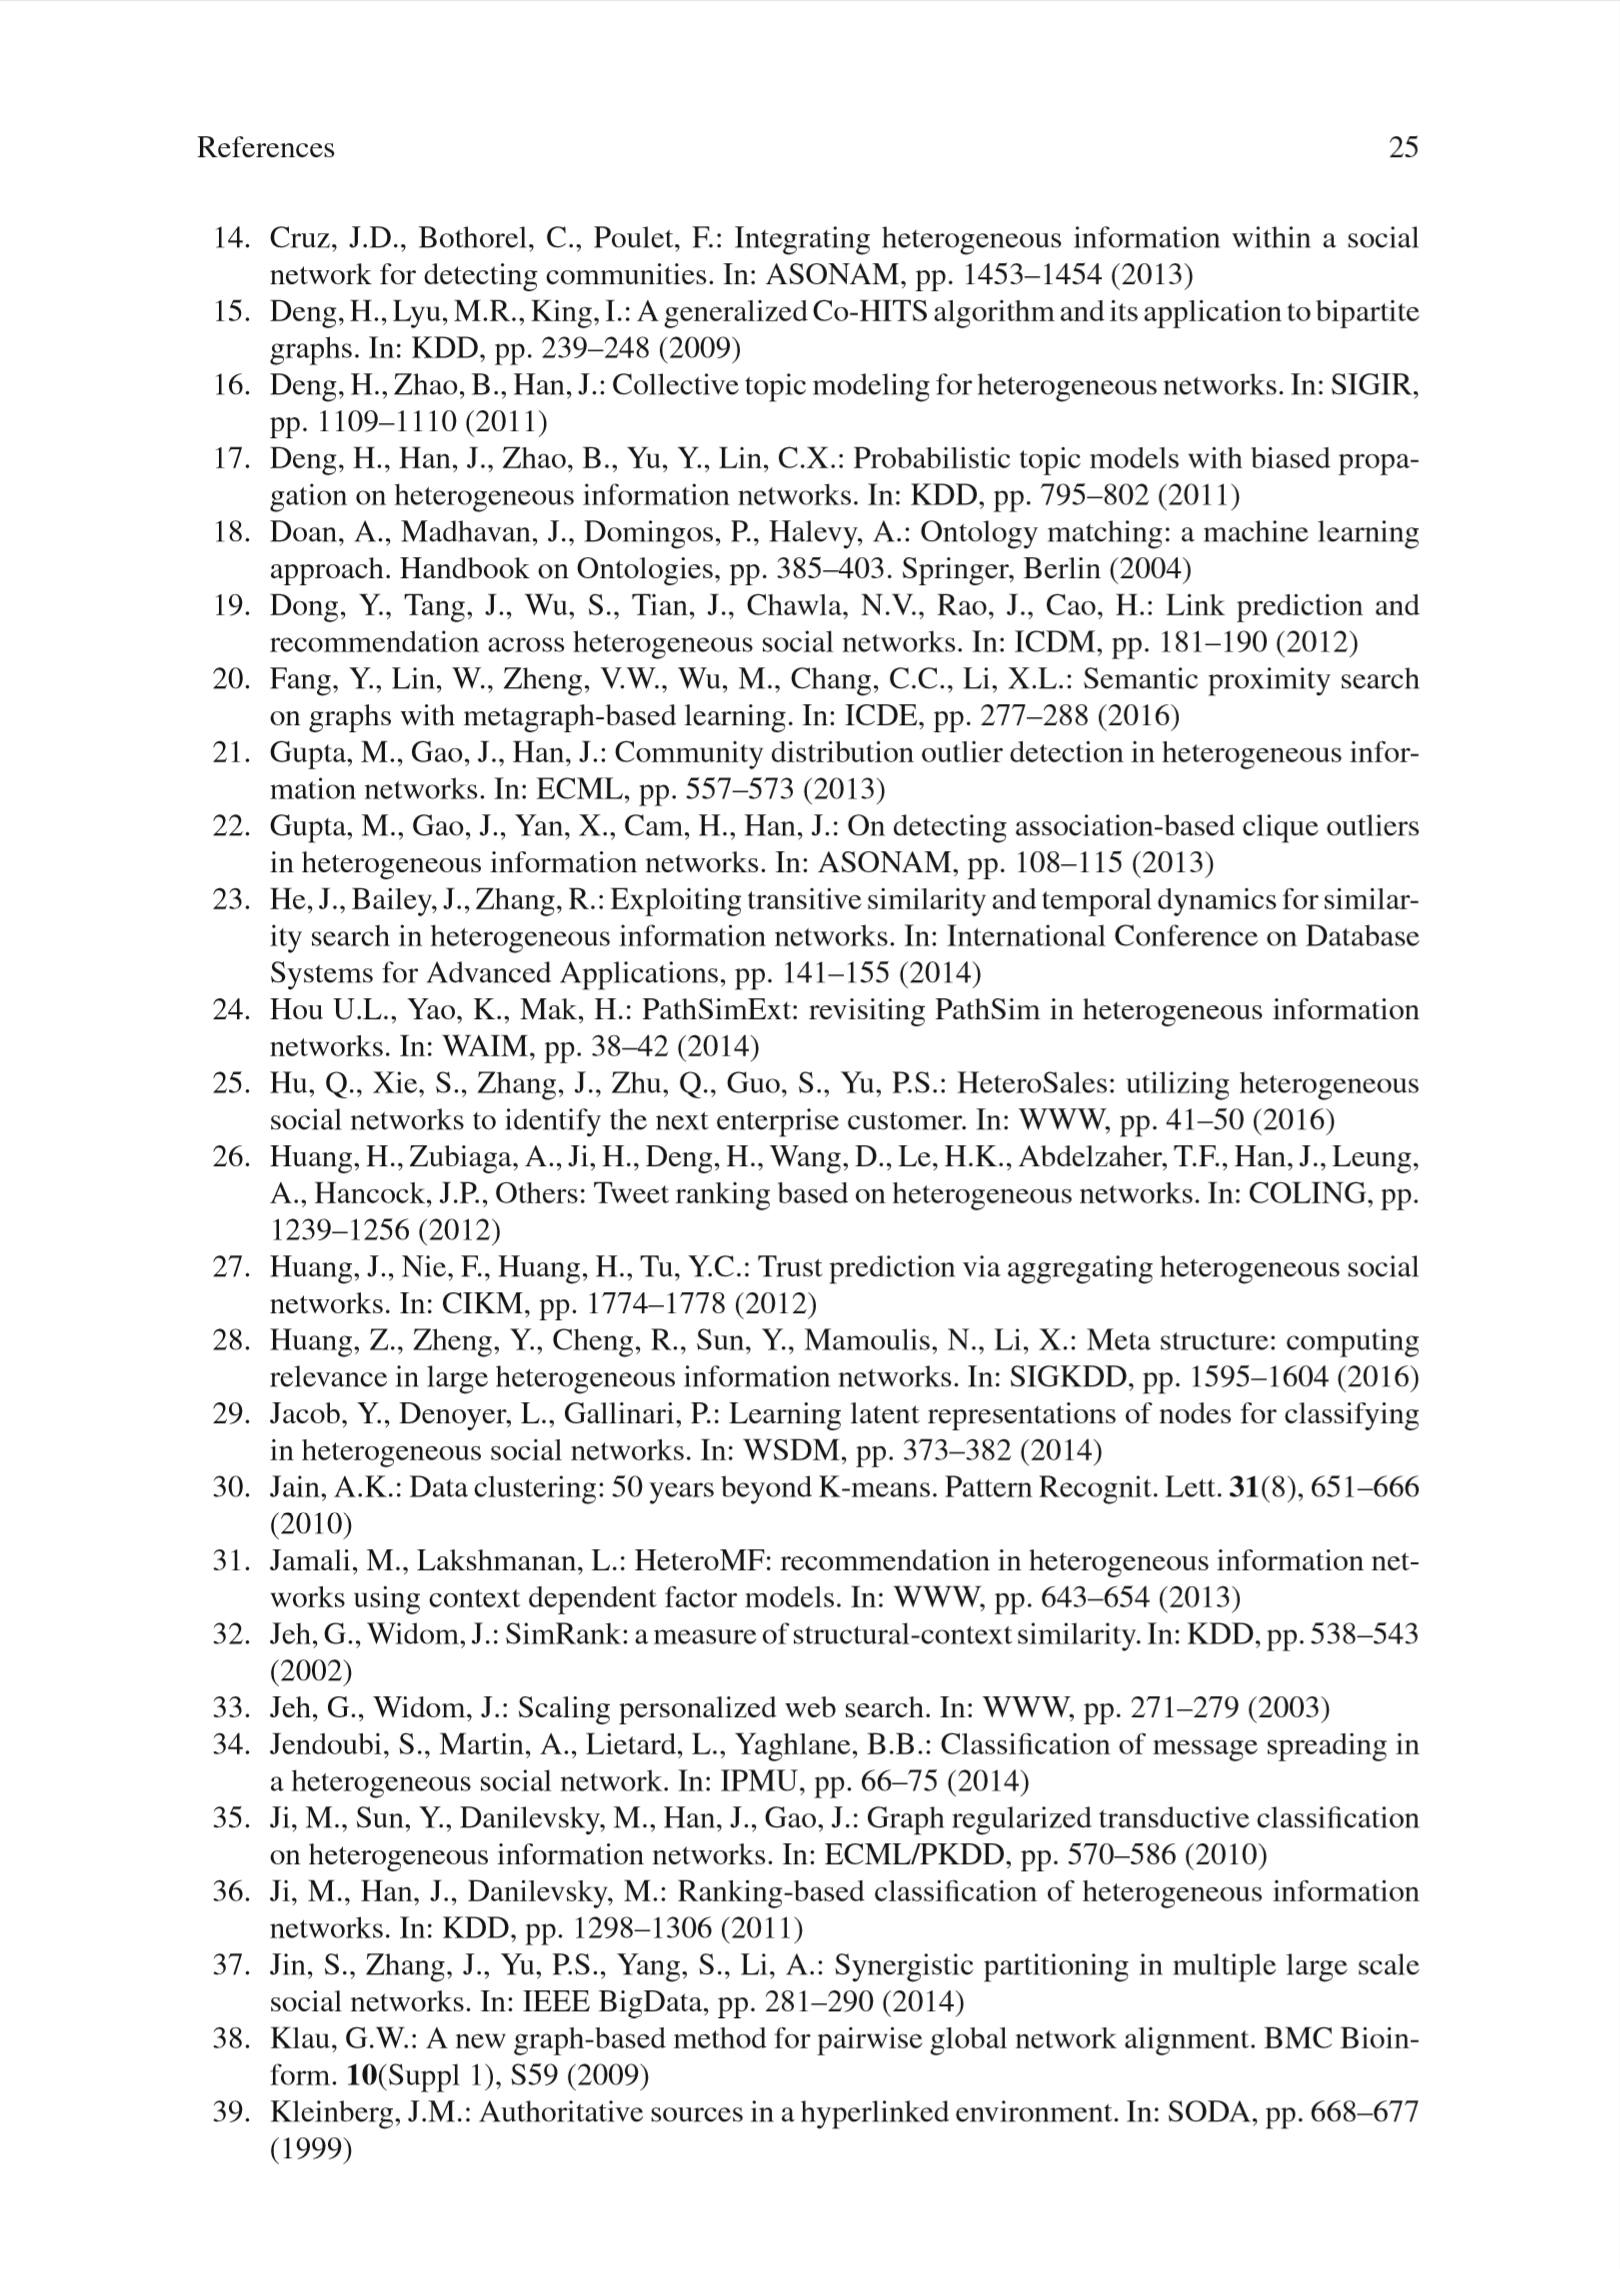 References 25
14. Cruz, J.D., Bothorel, C., Poulet, F.: Integrating heterogeneous information within a social
network for detecting communities. In: ASONAM, pp. 1453–1454 (2013)
15. Deng, H., Lyu, M.R., King, I.: A generalized Co-HITS algorithm and its application to bipartite
graphs. In: KDD, pp. 239–248 (2009)
16. Deng, H., Zhao, B., Han, J.: Collective topic modeling for heterogeneous networks. In: SIGIR,
pp. 1109–1110 (2011)
17. Deng, H., Han, J., Zhao, B., Yu, Y., Lin, C.X.: Probabilistic topic models with biased propa-
gation on heterogeneous information networks. In: KDD, pp. 795–802 (2011)
18. Doan, A., Madhavan, J., Domingos, P., Halevy, A.: Ontology matching: a machine learning
approach. Handbook on Ontologies, pp. 385–403. Springer, Berlin (2004)
19. Dong, Y., Tang, J., Wu, S., Tian, J., Chawla, N.V., Rao, J., Cao, H.: Link prediction and
recommendation across heterogeneous social networks. In: ICDM, pp. 181–190 (2012)
20. Fang, Y., Lin, W., Zheng, V.W., Wu, M., Chang, C.C., Li, X.L.: Semantic proximity search
on graphs with metagraph-based learning. In: ICDE, pp. 277–288 (2016)
21. Gupta, M., Gao, J., Han, J.: Community distribution outlier detection in heterogeneous infor-
mation networks. In: ECML, pp. 557–573 (2013)
22. Gupta, M., Gao, J., Yan, X., Cam, H., Han, J.: On detecting association-based clique outliers
in heterogeneous information networks. In: ASONAM, pp. 108–115 (2013)
23. He, J., Bailey, J., Zhang, R.: Exploiting transitive similarity and temporal dynamics for similar-
ity search in heterogeneous information networks. In: International Conference on Database
Systems for Advanced Applications, pp. 141–155 (2014)
24. Hou U.L., Yao, K., Mak, H.: PathSimExt: revisiting PathSim in heterogeneous information
networks. In: WAIM, pp. 38–42 (2014)
25. Hu, Q., Xie, S., Zhang, J., Zhu, Q., Guo, S., Yu, P.S.: HeteroSales: utilizing heterogeneous
social networks to identify the next enterprise customer. In: WWW, pp. 41–50 (2016)
26. Huang, H., Zubiaga, A., Ji, H., Deng, H., Wang, D., Le, H.K., Abdelzaher, T.F., Han, J., Leung,
A., Hancock, J.P., Others: Tweet ranking based on heterogeneous networks. In: COLING, pp.
1239–1256 (2012)
27. Huang, J., Nie, F., Huang, H., Tu, Y.C.: Trust prediction via aggregating heterogeneous social
networks. In: CIKM, pp. 1774–1778 (2012)
28. Huang, Z., Zheng, Y., Cheng, R., Sun, Y., Mamoulis, N., Li, X.: Meta structure: computing
relevance in large heterogeneous information networks. In: SIGKDD, pp. 1595–1604 (2016)
29. Jacob, Y., Denoyer, L., Gallinari, P.: Learning latent representations of nodes for classifying
in heterogeneous social networks. In: WSDM, pp. 373–382 (2014)
30. Jain, A.K.: Data clustering: 50 years beyond K-means. Pattern Recognit. Lett. 31(8), 651–666
(2010)
31. Jamali, M., Lakshmanan, L.: HeteroMF: recommendation in heterogeneous information net-
works using context dependent factor models. In: WWW, pp. 643–654 (2013)
32. Jeh, G., Widom, J.: SimRank: a measure of structural-context similarity. In: KDD, pp. 538–543
(2002)
33. Jeh, G., Widom, J.: Scaling personalized web search. In: WWW, pp. 271–279 (2003)
34. Jendoubi, S., Martin, A., Lietard, L., Yaghlane, B.B.: Classification of message spreading in
a heterogeneous social network. In: IPMU, pp. 66–75 (2014)
35. Ji, M., Sun, Y., Danilevsky, M., Han, J., Gao, J.: Graph regularized transductive classification
on heterogeneous information networks. In: ECML/PKDD, pp. 570–586 (2010)
36. Ji, M., Han, J., Danilevsky, M.: Ranking-based classification of heterogeneous information
networks. In: KDD, pp. 1298–1306 (2011)
37. Jin, S., Zhang, J., Yu, P.S., Yang, S., Li, A.: Synergistic partitioning in multiple large scale
social networks. In: IEEE BigData, pp. 281–290 (2014)
38. Klau, G.W.: A new graph-based method for pairwise global network alignment. BMC Bioin-
form. 10(Suppl 1), S59 (2009)
39. Kleinberg, J.M.: Authoritative sources in a hyperlinked environment. In: SODA, pp. 668–677
(1999)